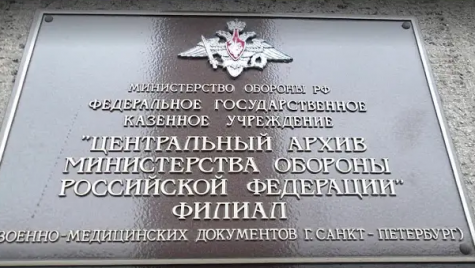 МИНИСТЕРСТВО ОБОРОНЫ РФ
ФЕДЕРАЛЬНОЕ ГОСУДАРСТВЕННОЕ
КАЗЕННОЕ УЧРЕЖДЕНИЕ
"ЦЕНТРАЛЬНЫЙ АРХИВ
МИНИСТЕРСТВА ОБОРОНЫ
РОССИЙСКОЙ ФЕДЕРАЦИИ"
ФИЛИАЛ
(ВОЕННО-МЕДИЦИНСКИХ ДОКУМЕНТОВ Г. САНКТ-ПЕТЕРБУРГ)